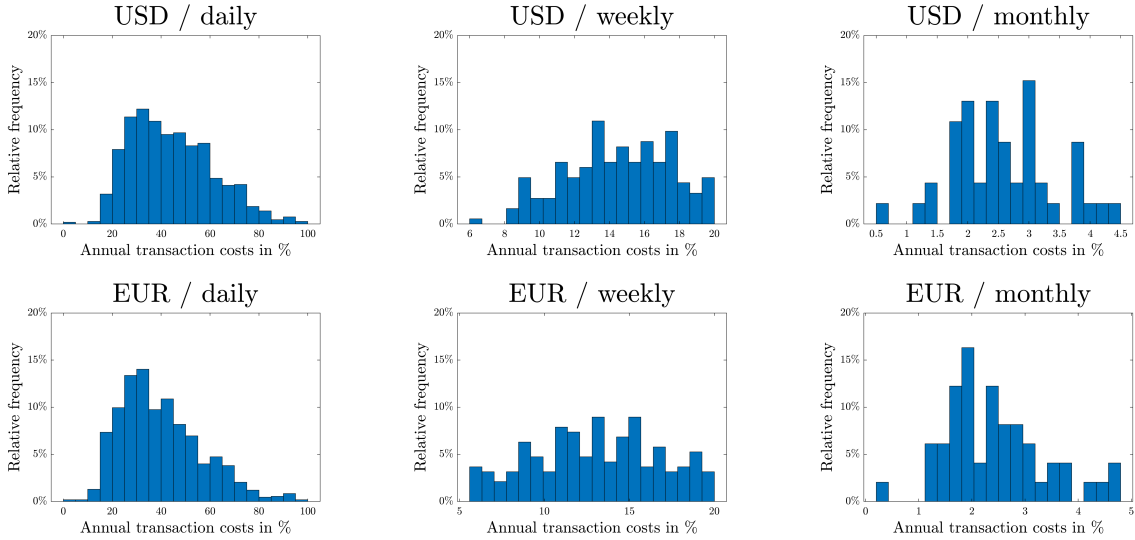 USD / daily
20%
15%
10%
5%
0%
Relative frequency
0 20 40 60 80 100
Annual transaction costs in %
USD / weekly
20%
15%
10%
5%
0%
Relative frequency
6 8 10 12 14 16 18 20
Annual transaction costs in %
USD / monthly
20%
15%
10%
5%
0%
Relative frequency
0.5 1 1.5 2 2.5 3 3.5 4 4.5
Annual transaction costs in %
EUR / daily
20%
15%
10%
5%
0%
Relative frequency
0 20 40 60 80 100
Annual transaction costs in %
EUR / weekly
20%
15%
10%
5%
0%
Relative frequency
5 10 15 20
Annual transaction costs in %
EUR / monthly
20%
15%
10%
5%
0%
Relative frequency
0 1 2 3 4 5
Annual transaction costs in %